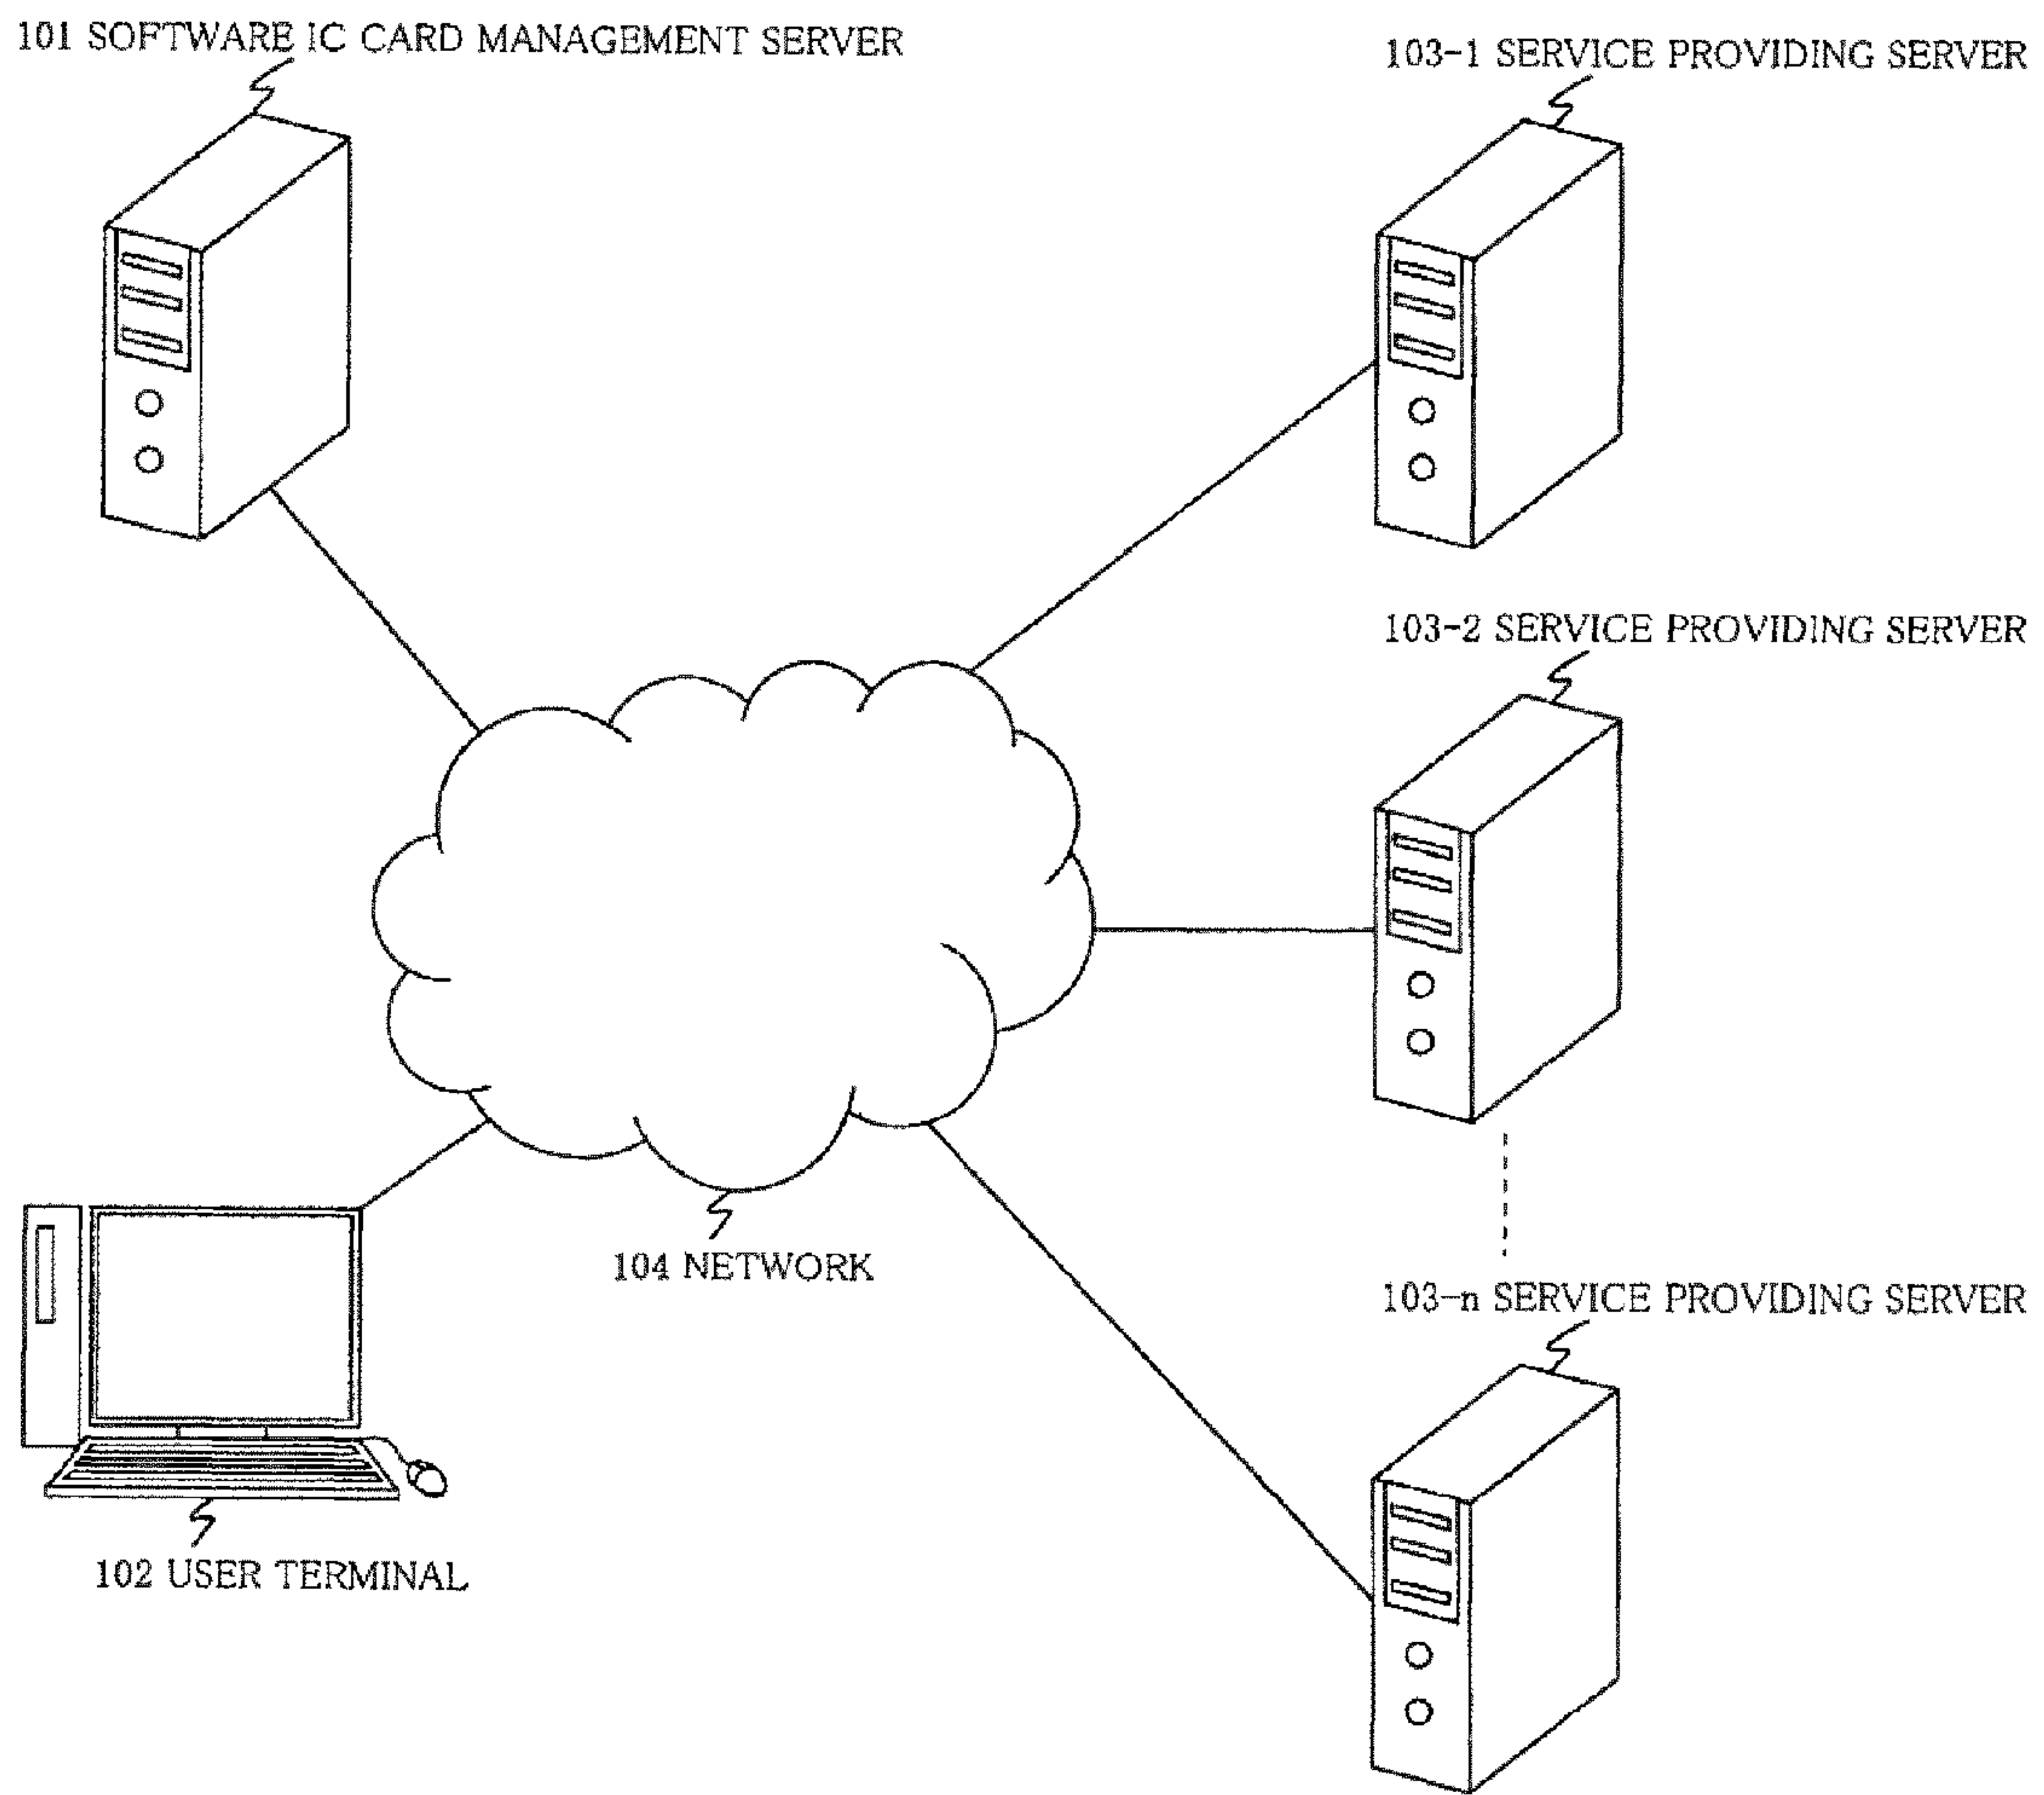 101 SOFTWARE IC CARD MANAGEMENT SERVER
103-1 SERVICE PROVIDING SERVER
103-2 SERVICE PROVIDING SERVER
104 NETWORK
103-n SERVICE PROVIDING SERVER
102 USER TERMINAL